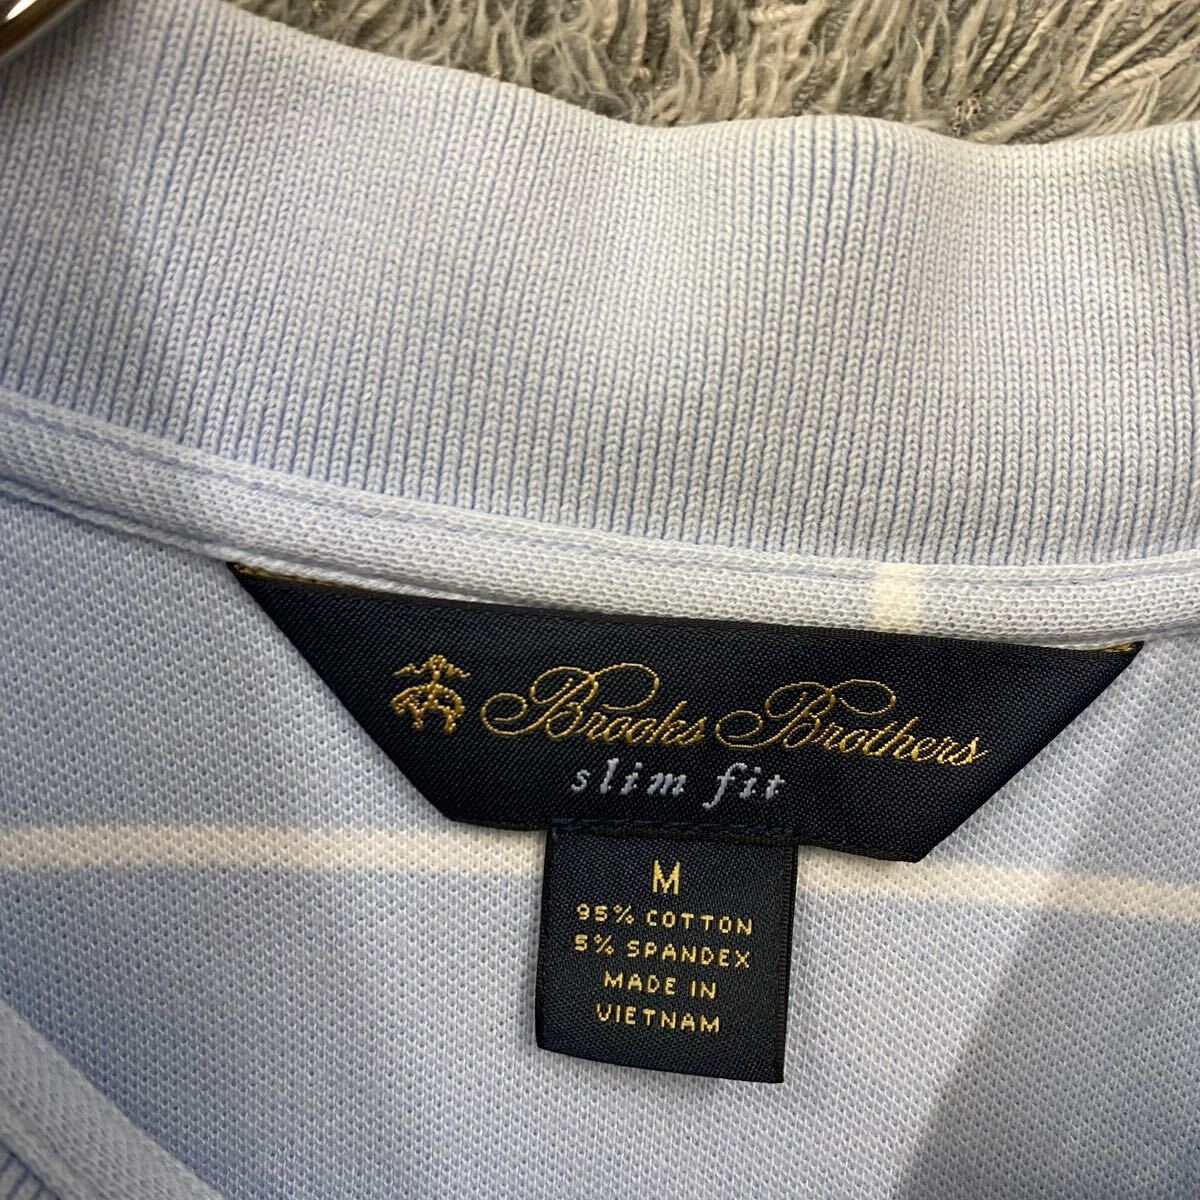 Brooks Brothers
slim fit
M
95% COTTON
5% SPANDEX
MADE IN
VIETNAM